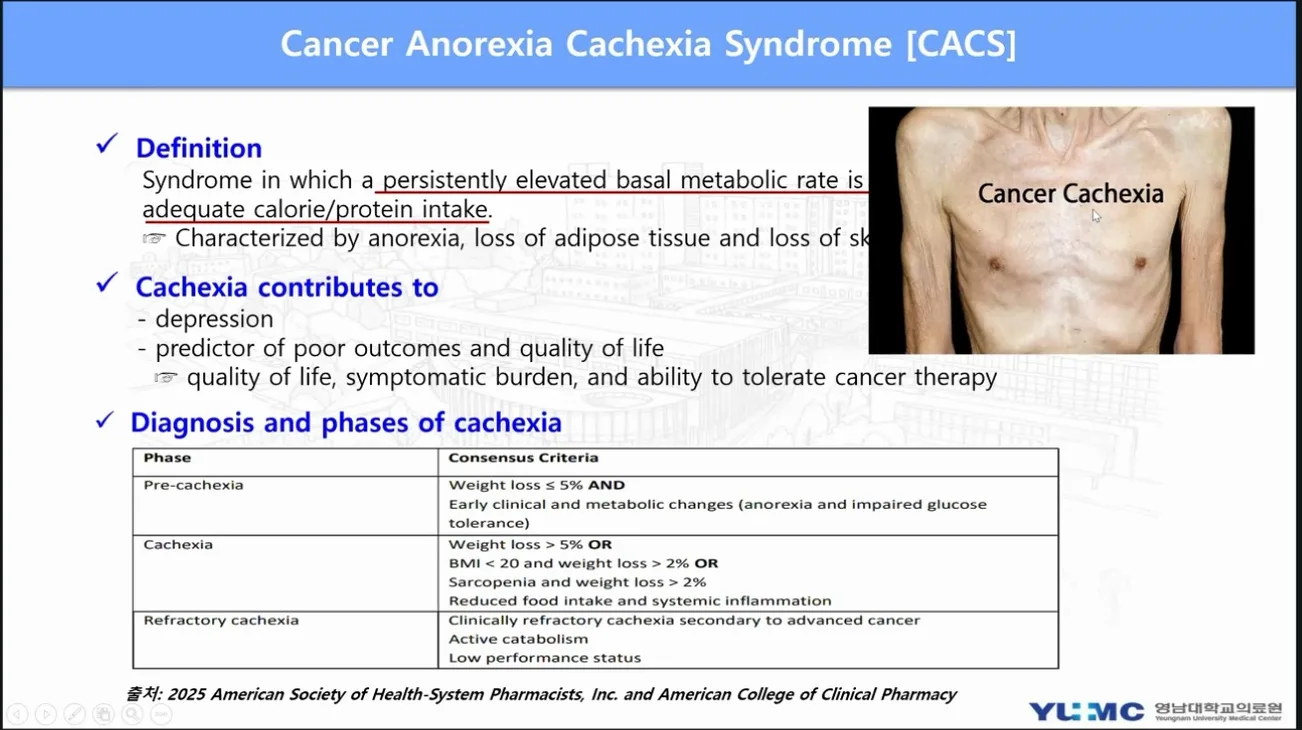 Cancer Anorexia Cachexia Syndrome [CACS]
✓ Definition
Syndrome in which a persistently elevated basal metabolic rate is
adequate calorie/protein intake.
☞ Characterized by anorexia, loss of adipose tissue and loss of sk
Cancer Cachexia
✓ Cachexia contributes to
- depression
- predictor of poor outcomes and quality of life
☞ quality of life, symptomatic burden, and ability to tolerate cancer therapy
✓ Diagnosis and phases of cachexia
Phase Consensus Criteria
Pre-cachexia Weight loss ≤ 5% AND
Early clinical and metabolic changes (anorexia and impaired glucose
tolerance)
Cachexia Weight loss > 5% OR
BMI < 20 and weight loss > 2% OR
Sarcopenia and weight loss > 2%
Reduced food intake and systemic inflammation
Refractory cachexia Clinically refractory cachexia secondary to advanced cancer
Active catabolism
Low performance status
출처: 2025 American Society of Health-System Pharmacists, Inc. and American College of Clinical Pharmacy
YUMC 영남대학교의료원
Yeungnam University Medical Center